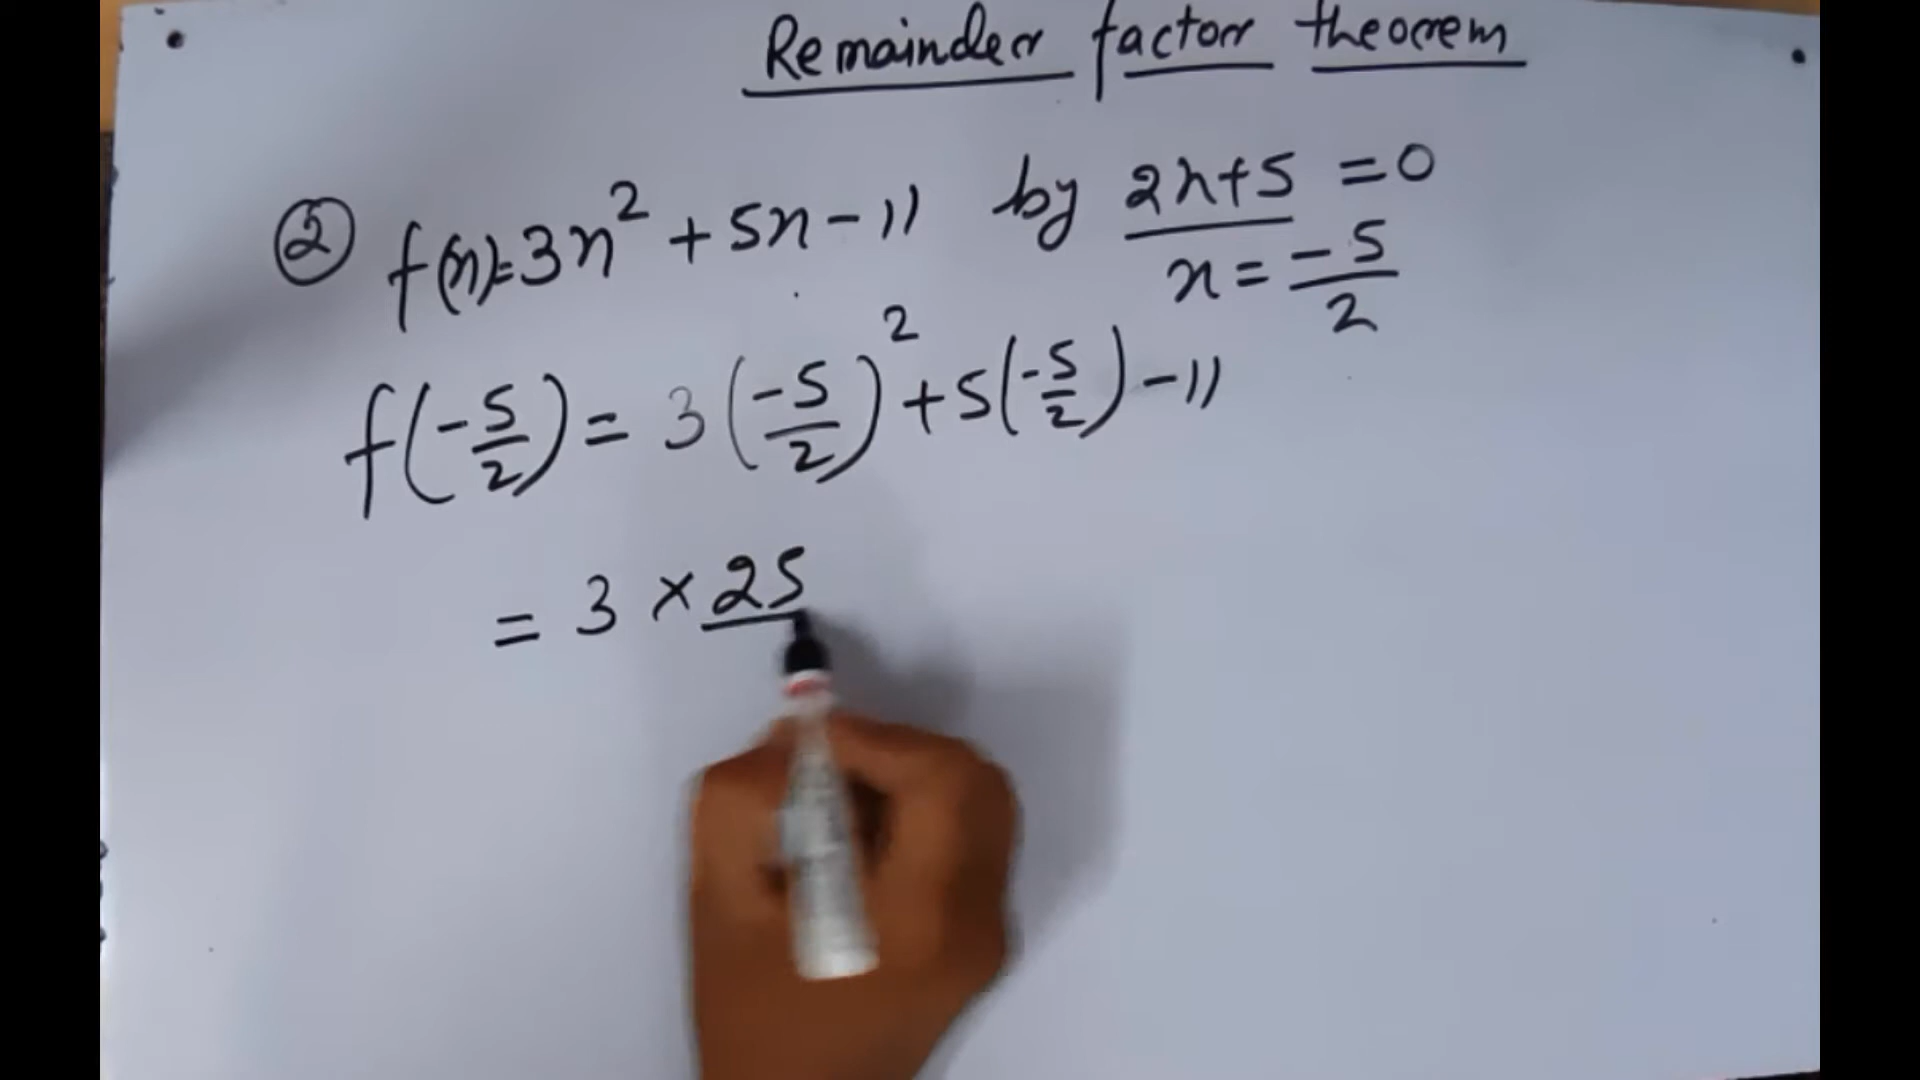 Remainder factor theorem
② f(x)=3x² + 5x - 11 by 2x+5 =0
x = -5/2
f(-5/2) = 3(-5/2)² +5(-5/2) -11
= 3 × 25